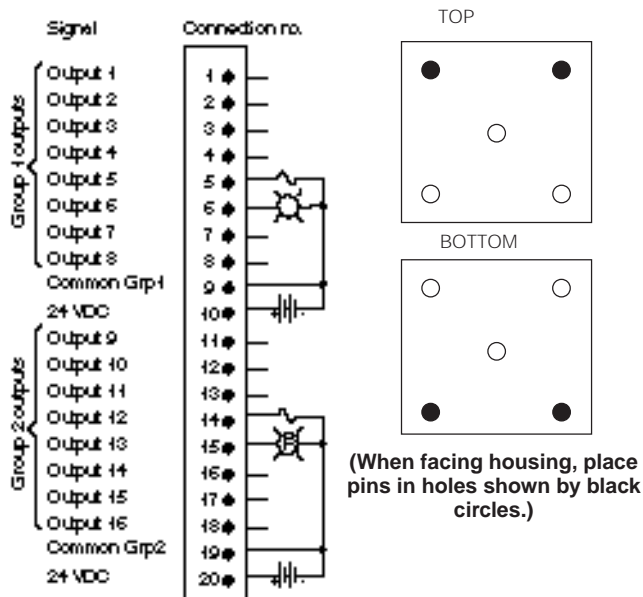 Signal Connection no.
Group 1 outputs
Output 1 1
Output 2 2
Output 3 3
Output 4 4
Output 5 5
Output 6 6
Output 7 7
Output 8 8
Common Grp1 9
24 VDC 10
Group 2 outputs
Output 9 11
Output 10 12
Output 11 13
Output 12 14
Output 13 15
Output 14 16
Output 15 17
Output 16 18
Common Grp2 19
24 VDC 20
TOP
BOTTOM
(When facing housing, place
pins in holes shown by black
circles.)